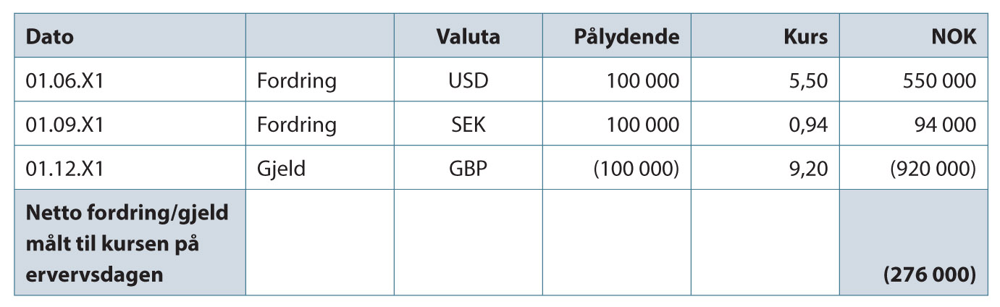 Dato Valuta Pålydende Kurs NOK
01.06.X1 Fordring USD 100 000 5,50 550 000
01.09.X1 Fordring SEK 100 000 0,94 94 000
01.12.X1 Gjeld GBP (100 000) 9,20 (920 000)
Netto fordring/gjeld
målt til kursen på
ervervsdagen (276 000)